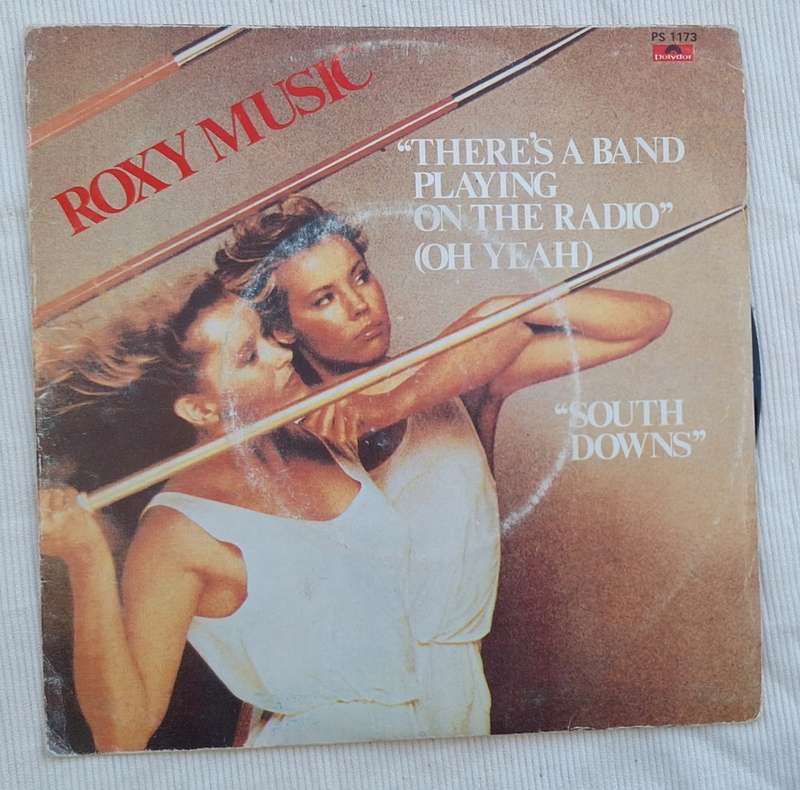 PS 1173
polydor
ROXY MUSIC
“THERE'S A BAND
PLAYING
ON THE RADIO”
(OH YEAH)
“SOUTH
DOWNS”